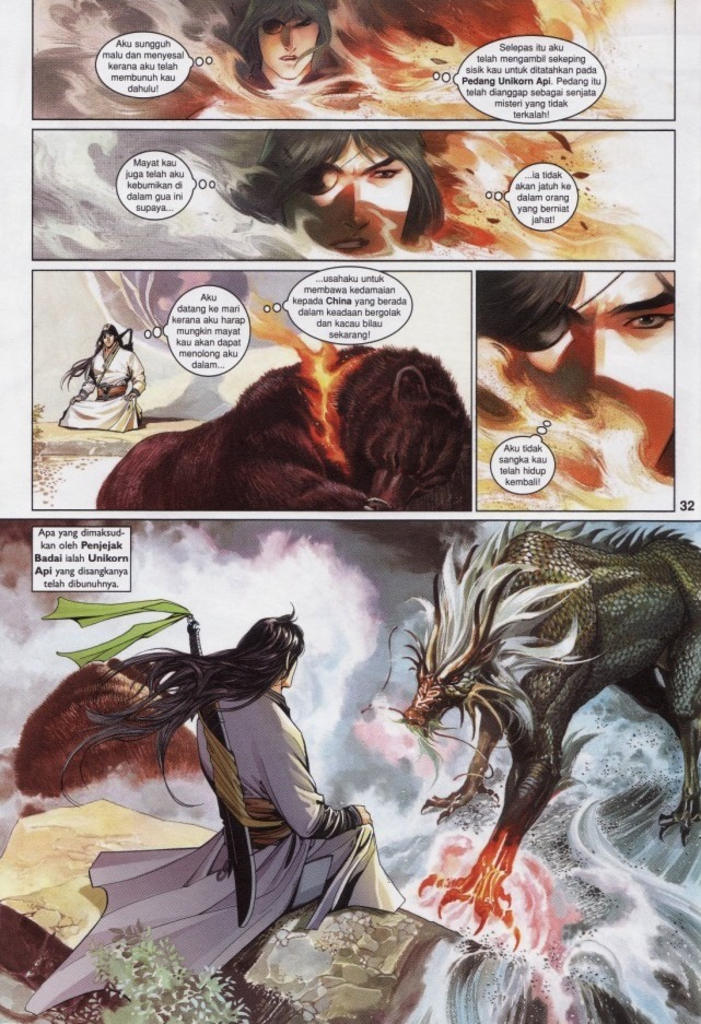 Aku sungguh
malu dan menyesal
kerana aku telah
membunuh kau
dahulu!
Selepas itu aku
telah mengambil sekeping
sisik kau untuk ditatahkan pada
Pedang Unikorn Api. Pedang itu
telah dianggap sebagai senjata
misteri yang tidak
terkalah!
Mayat kau
juga telah aku
kebumikan di
dalam gua ini
supaya...
...ia tidak
akan jatuh ke
dalam orang
yang berniat
jahat!
Aku
datang ke mari
kerana aku harap
mungkin mayat
kau akan dapat
menolong aku
dalam...
...usahaku untuk
membawa kedamaian
kepada China yang berada
dalam keadaan bergolak
dan kacau bilau
sekarang!
Aku tidak
sangka kau
telah hidup
kembali!
32
Apa yang dimaksud-
kan oleh Penjejak
Badai ialah Unikorn
Api yang disangkanya
telah dibunuhnya.